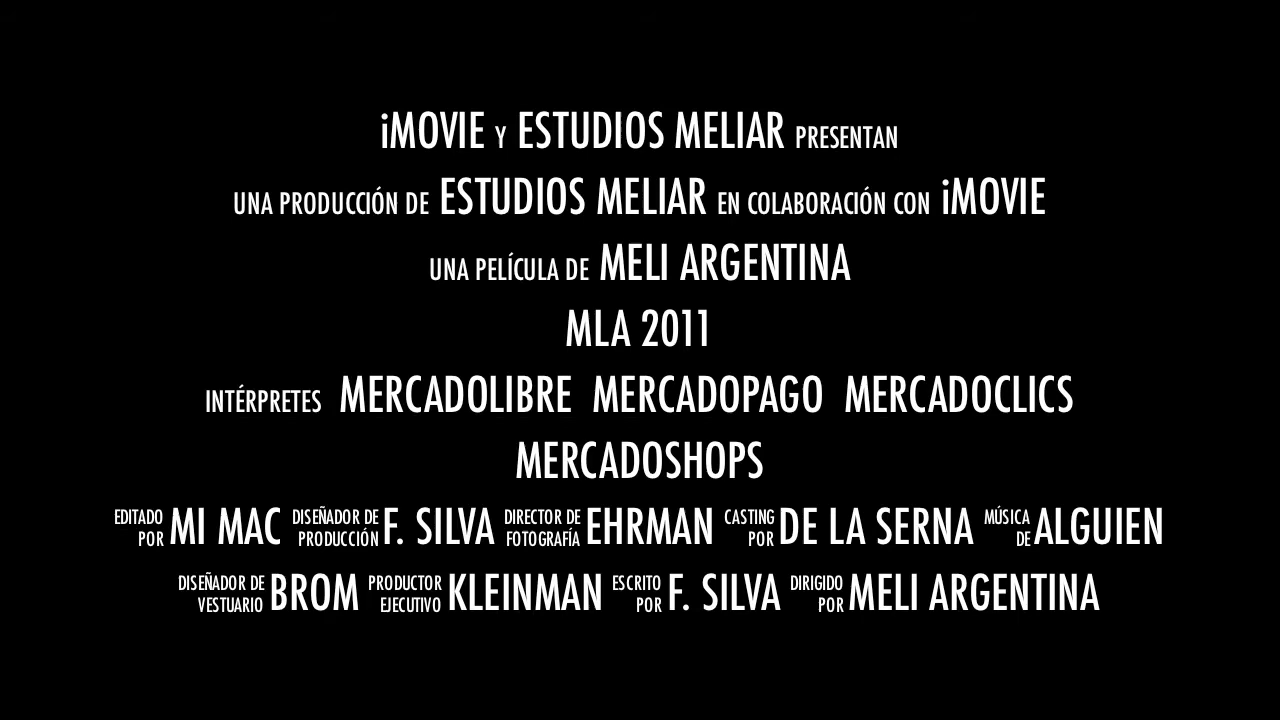 iMOVIE Y ESTUDIOS MELIAR PRESENTAN
UNA PRODUCCIÓN DE ESTUDIOS MELIAR EN COLABORACIÓN CON iMOVIE
UNA PELÍCULA DE MELI ARGENTINA
MLA 2011
INTÉRPRETES MERCADOLIBRE MERCADOPAGO MERCADOCLICS
MERCADOSHOPS
EDITADO POR MI MAC DISEÑADOR DE PRODUCCIÓN F. SILVA DIRECTOR DE FOTOGRAFÍA EHRMAN CASTING POR DE LA SERNA MÚSICA DE ALGUIEN
DISEÑADOR DE VESTUARIO BROM PRODUCTOR EJECUTIVO KLEINMAN ESCRITO POR F. SILVA DIRIGIDO POR MELI ARGENTINA